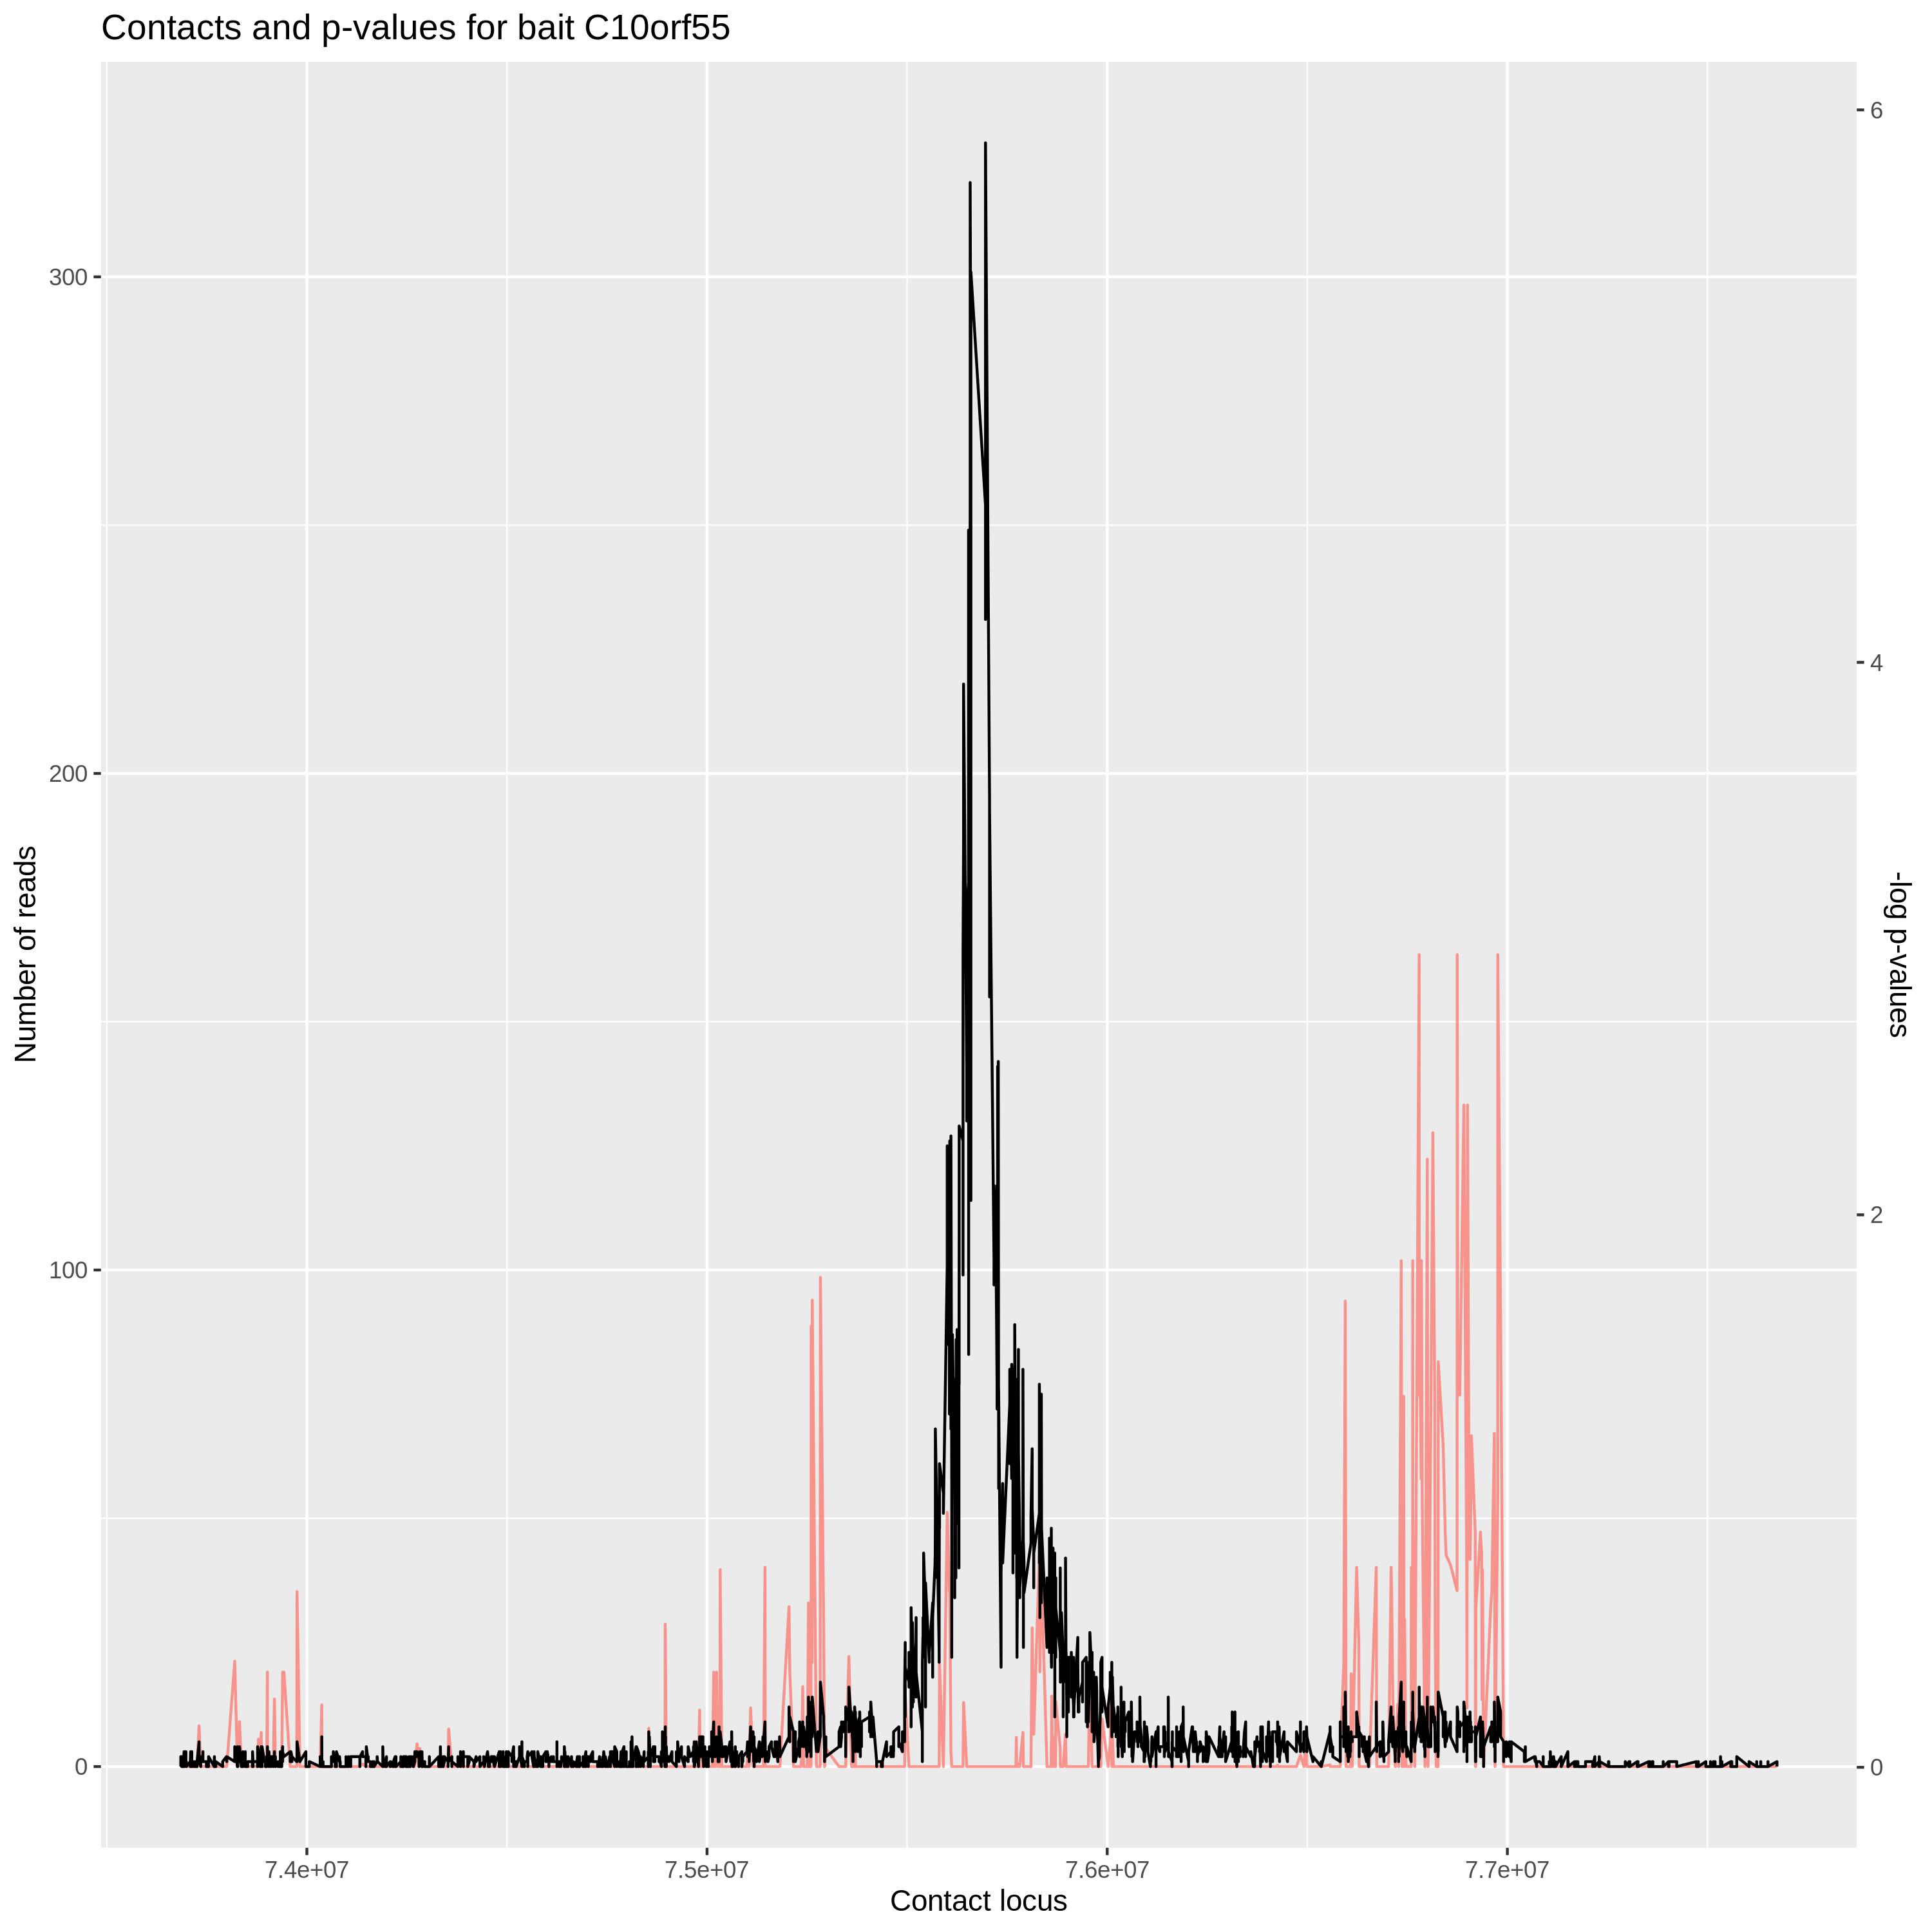 Contacts and p-values for bait C10orf55
6
300
4
200
Number of reads
-log p-values
2
100
0
0
7.4e+07 7.5e+07 7.6e+07 7.7e+07
Contact locus